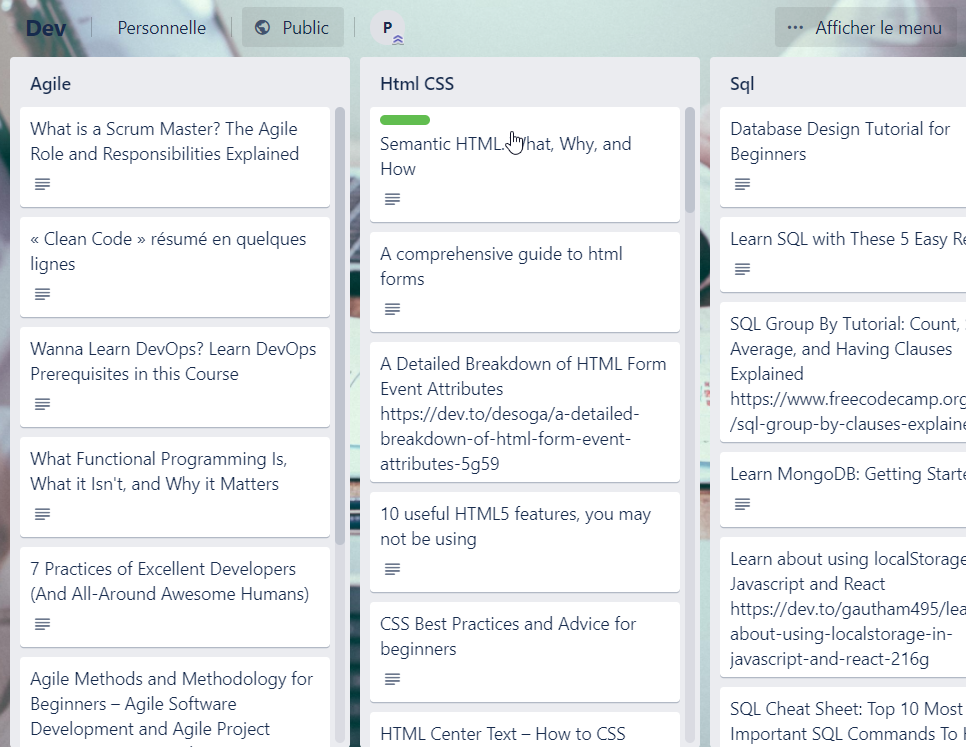 Dev
Personnelle
Public
P
Afficher le menu
Agile
What is a Scrum Master? The Agile
Role and Responsibilities Explained
« Clean Code » résumé en quelques
lignes
Wanna Learn DevOps? Learn DevOps
Prerequisites in this Course
What Functional Programming Is,
What it Isn't, and Why it Matters
7 Practices of Excellent Developers
(And All-Around Awesome Humans)
Agile Methods and Methodology for
Beginners – Agile Software
Development and Agile Project
Html CSS
Semantic HTML. What, Why, and
How
A comprehensive guide to html
forms
A Detailed Breakdown of HTML Form
Event Attributes
https://dev.to/desoga/a-detailed-
breakdown-of-html-form-event-
attributes-5g59
10 useful HTML5 features, you may
not be using
CSS Best Practices and Advice for
beginners
HTML Center Text – How to CSS
Sql
Database Design Tutorial for
Beginners
Learn SQL with These 5 Easy Re
SQL Group By Tutorial: Count,
Average, and Having Clauses
Explained
https://www.freecodecamp.org
/sql-group-by-clauses-explaine
Learn MongoDB: Getting Starte
Learn about using localStorage
Javascript and React
https://dev.to/gautham495/lea
about-using-localstorage-in-
javascript-and-react-216g
SQL Cheat Sheet: Top 10 Most
Important SQL Commands To